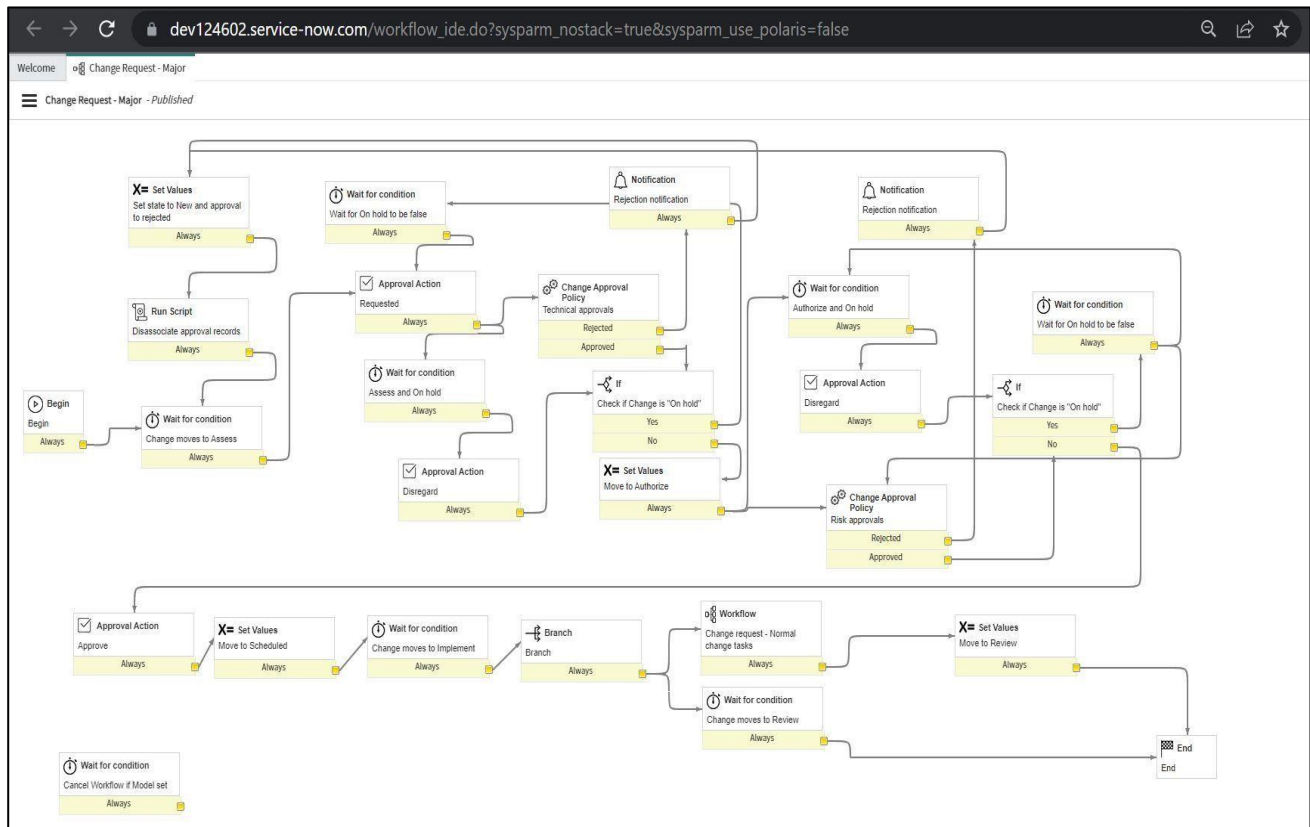 dev124602.service-now.com/workflow_ide.do?sysparm_nostack=true&sysparm_use_polaris=false
Welcome
Change Request - Major
Change Request - Major - Published
X= Set Values
Set state to New and approval
to rejected
Always
Wait for condition
Wait for On hold to be false
Always
Notification
Rejection notification
Always
Notification
Rejection notification
Always
Run Script
Disassociate approval records
Always
Approval Action
Requested
Always
Change Approval
Policy
Technical approvals
Rejected
Approved
Wait for condition
Authorize and On hold
Always
Wait for condition
Wait for On hold to be false
Always
Begin
Begin
Always
Wait for condition
Change moves to Assess
Always
Wait for condition
Assess and On hold
Always
If
Check if Change is "On hold"
Yes
No
Approval Action
Disregard
Always
If
Check if Change is "On hold"
Yes
No
Approval Action
Disregard
Always
X= Set Values
Move to Authorize
Always
Change Approval
Policy
Risk approvals
Rejected
Approved
Approval Action
Approve
Always
X= Set Values
Move to Scheduled
Always
Wait for condition
Change moves to Implement
Always
Branch
Branch
Always
Workflow
Change request - Normal
change tasks
Always
X= Set Values
Move to Review
Always
Wait for condition
Change moves to Review
Always
End
End
Wait for condition
Cancel Workflow if Model set
Always